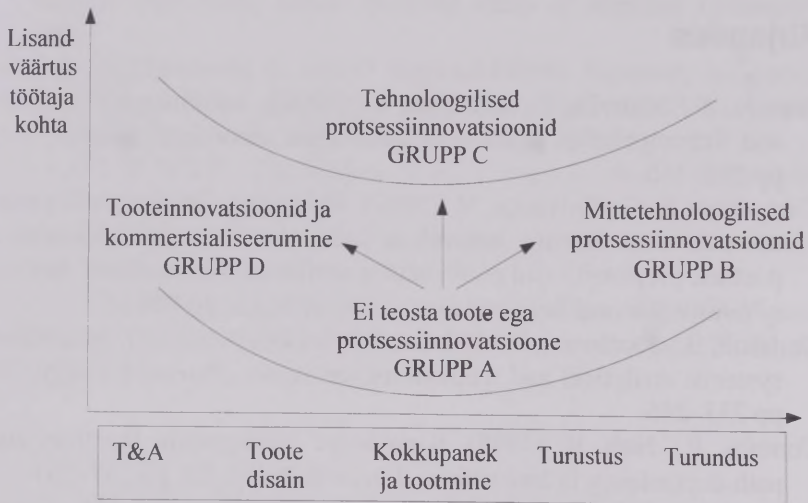 Lisand-
väärtus
töötaja
kohta
Tehnoloogilised
protsessiinnovatsioonid
GRUPP C
Tooteinnovatsioonid ja
kommertsialiseerumine
GRUPP D
Mittetehnoloogilised
protsessiinnovatsioonid
GRUPP B
Ei teosta toote ega
protsessiinnovatsioone
GRUPP A
T&A
Toote
disain
Kokkupanek
ja tootmine
Turustus
Turundus